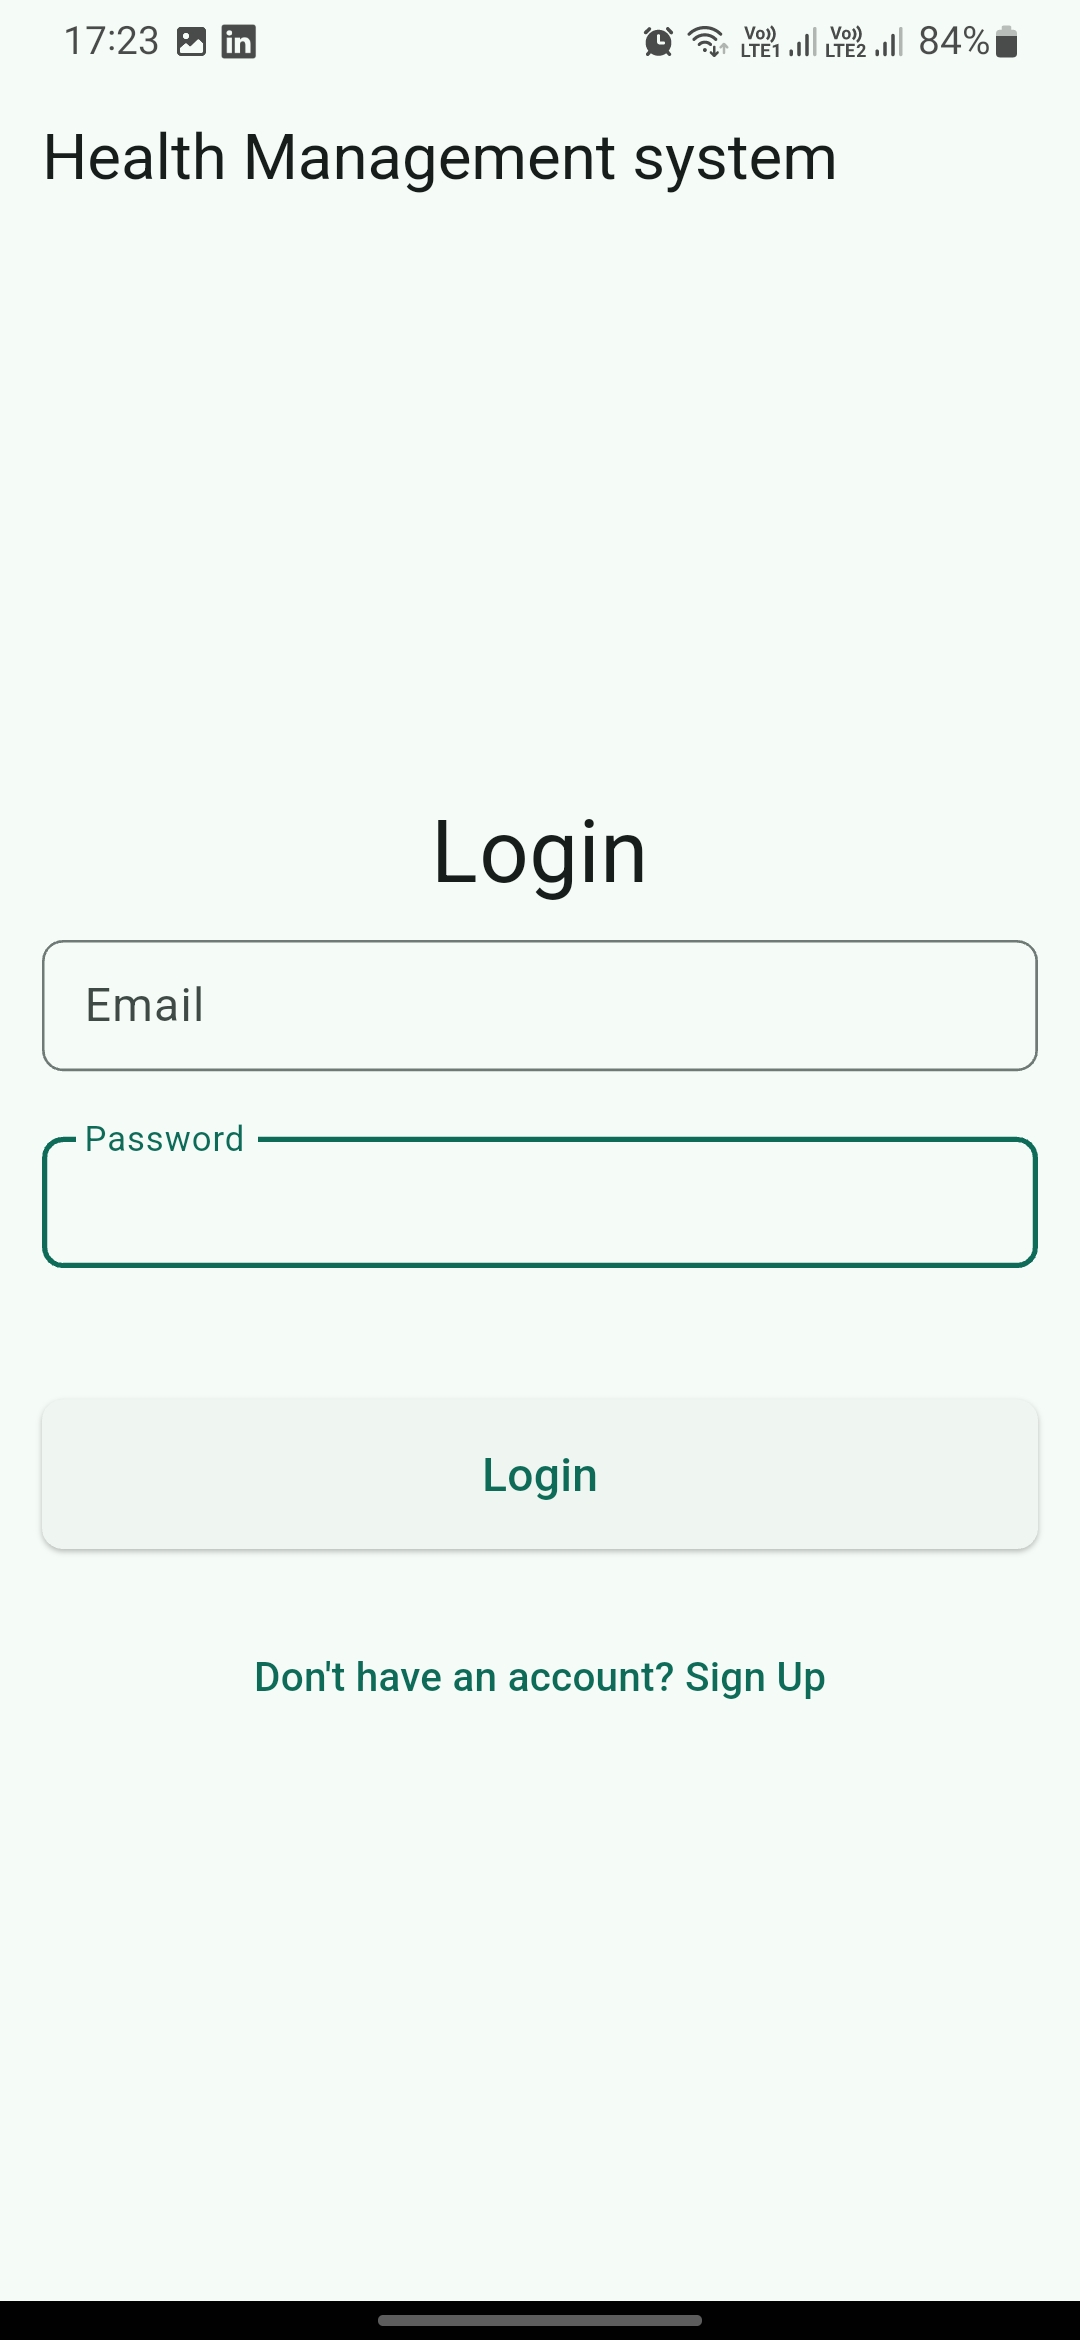 17:23 in Vo)) LTE1 Vo)) LTE2 84%
Health Management system
Login
Email
Password
Login
Don't have an account? Sign Up